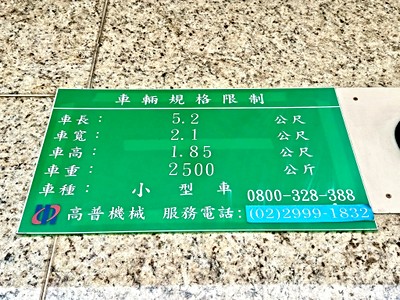 車輛規格限制
車長： 5.2 公尺
車寬： 2.1 公尺
車高： 1.85 公尺
車重： 2500 公斤
車種： 小型車 0800-328-388
高普機械 服務電話：(02)2999-1832